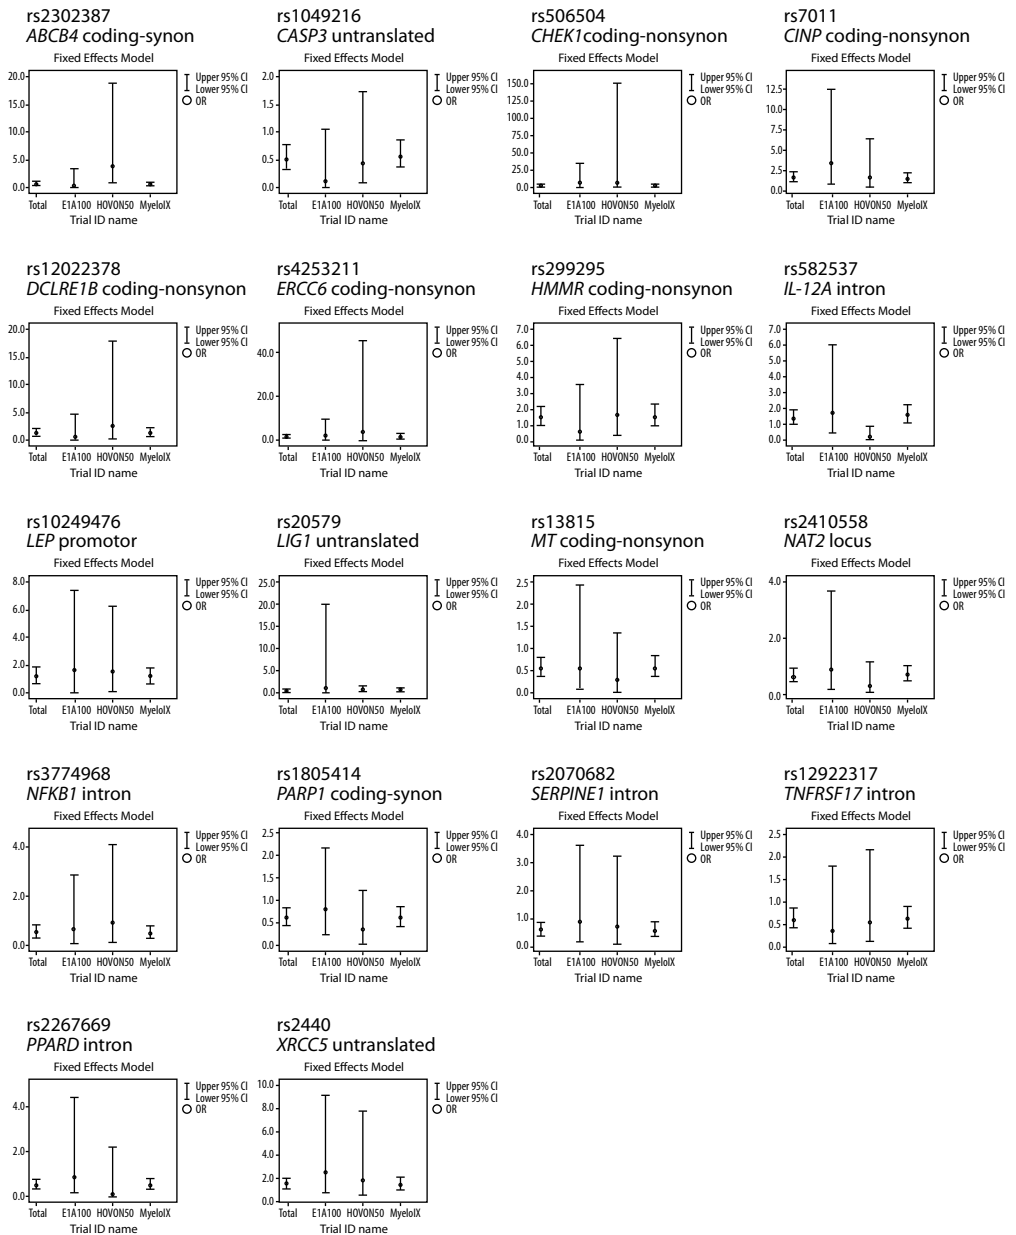 rs2302387
ABCB4 coding-synon
Fixed Effects Model
20.0
15.0
10.0
5.0
0.0
Upper 95% CI
Lower 95% CI
OR
Total E1A100 HOVON50 MyeloIX
Trial ID name
rs1049216
CASP3 untranslated
Fixed Effects Model
2.0
1.5
1.0
0.5
0.0
Upper 95% CI
Lower 95% CI
OR
Total E1A100 HOVON50 MyeloIX
Trial ID name
rs506504
CHEK1coding-nonsynon
Fixed Effects Model
150.0
125.0
100.0
75.0
50.0
25.0
0.0
Upper 95% CI
Lower 95% CI
OR
Total E1A100 HOVON50 MyeloIX
Trial ID name
rs7011
CINP coding-nonsynon
Fixed Effects Model
12.5
7.5
5.0
2.0
0.0
Upper 95% CI
Lower 95% CI
OR
Total E1A100 HOVON50 MyeloIX
Trial ID name
rs12022378
DCLRE1B coding-nonsynon
Fixed Effects Model
20.0
15.0
10.0
5.0
0.0
Upper 95% CI
Lower 95% CI
OR
Total E1A100 HOVON50 MyeloIX
Trial ID name
rs4253211
ERCC6 coding-nonsynon
Fixed Effects Model
40.0
20.0
0.0
Upper 95% CI
Lower 95% CI
OR
Total E1A100 HOVON50 MyeloIX
Trial ID name
rs299295
HMMR coding-nonsynon
Fixed Effects Model
7.0
6.0
5.0
4.0
3.0
2.0
1.0
0.0
Upper 95% CI
Lower 95% CI
OR
Total E1A100 HOVON50 MyeloIX
Trial ID name
rs582537
IL-12A intron
Fixed Effects Model
7.0
6.0
5.0
4.0
3.0
2.0
1.0
0.0
Upper 95% CI
Lower 95% CI
OR
Total E1A100 HOVON50 MyeloIX
Trial ID name
rs10249476
LEP promotor
Fixed Effects Model
8.0
6.0
4.0
2.0
0.0
Upper 95% CI
Lower 95% CI
OR
Total E1A100 HOVON50 MyeloIX
Trial ID name
rs20579
LIG1 untranslated
Fixed Effects Model
25.0
20.0
15.0
10.0
5.0
0.0
Upper 95% CI
Lower 95% CI
OR
Total E1A100 HOVON50 MyeloIX
Trial ID name
rs13815
MT coding-nonsynon
Fixed Effects Model
2.5
2.0
1.5
1.0
0.5
0.0
Upper 95% CI
Lower 95% CI
OR
Total E1A100 HOVON50 MyeloIX
Trial ID name
rs2410558
NAT2 locus
Fixed Effects Model
4.0
2.0
0.0
Upper 95% CI
Lower 95% CI
OR
Total E1A100 HOVON50 MyeloIX
Trial ID name
rs3774968
NFKB1 intron
Fixed Effects Model
4.0
2.0
0.0
Upper 95% CI
Lower 95% CI
OR
Total E1A100 HOVON50 MyeloIX
Trial ID name
rs1805414
PARP1 coding-synon
Fixed Effects Model
2.5
2.0
1.5
1.0
0.5
0.0
Upper 95% CI
Lower 95% CI
OR
Total E1A100 HOVON50 MyeloIX
Trial ID name
rs2070682
SERPINE1 intron
Fixed Effects Model
4.0
3.0
2.0
1.0
0.0
Upper 95% CI
Lower 95% CI
OR
Total E1A100 HOVON50 MyeloIX
Trial ID name
rs12922317
TNFRSF17 intron
Fixed Effects Model
2.5
2.0
1.5
1.0
0.5
0.0
Upper 95% CI
Lower 95% CI
OR
Total E1A100 HOVON50 MyeloIX
Trial ID name
rs2267669
PPARD intron
Fixed Effects Model
4.0
2.0
0.0
Upper 95% CI
Lower 95% CI
OR
Total E1A100 HOVON50 MyeloIX
Trial ID name
rs2440
XRCC5 untranslated
Fixed Effects Model
10.0
8.0
6.0
4.0
2.0
0.0
Upper 95% CI
Lower 95% CI
OR
Total E1A100 HOVON50 MyeloIX
Trial ID name